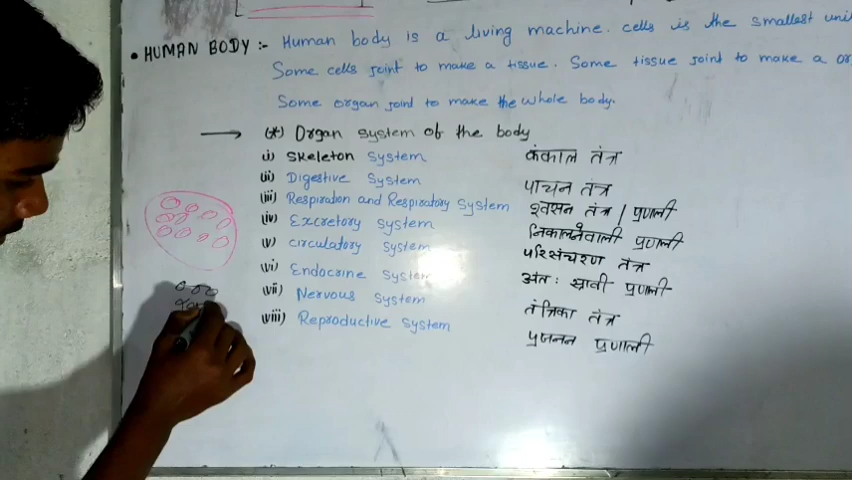 • HUMAN BODY :- Human body is a living machine. cells is the smallest unit
Some cells joint to make a tissue. Some tissue joint to make a or
Some organ joint to make the whole body.
→ (*) Organ system of the body
(i) Skeleton system कंकाल तंत्र
(ii) Digestive System पाचन तंत्र
(iii) Respiration and Respiratory System श्वसन तंत्र / प्रणाली
(iv) Excretory system निकालनेवाली प्रणाली
(v) circulatory system परिसंचरण तंत्र
(vi) Endocrine system अंतः स्रावी प्रणाली
(vii) Nervous system तंत्रिका तंत्र
(viii) Reproductive system प्रजनन प्रणाली